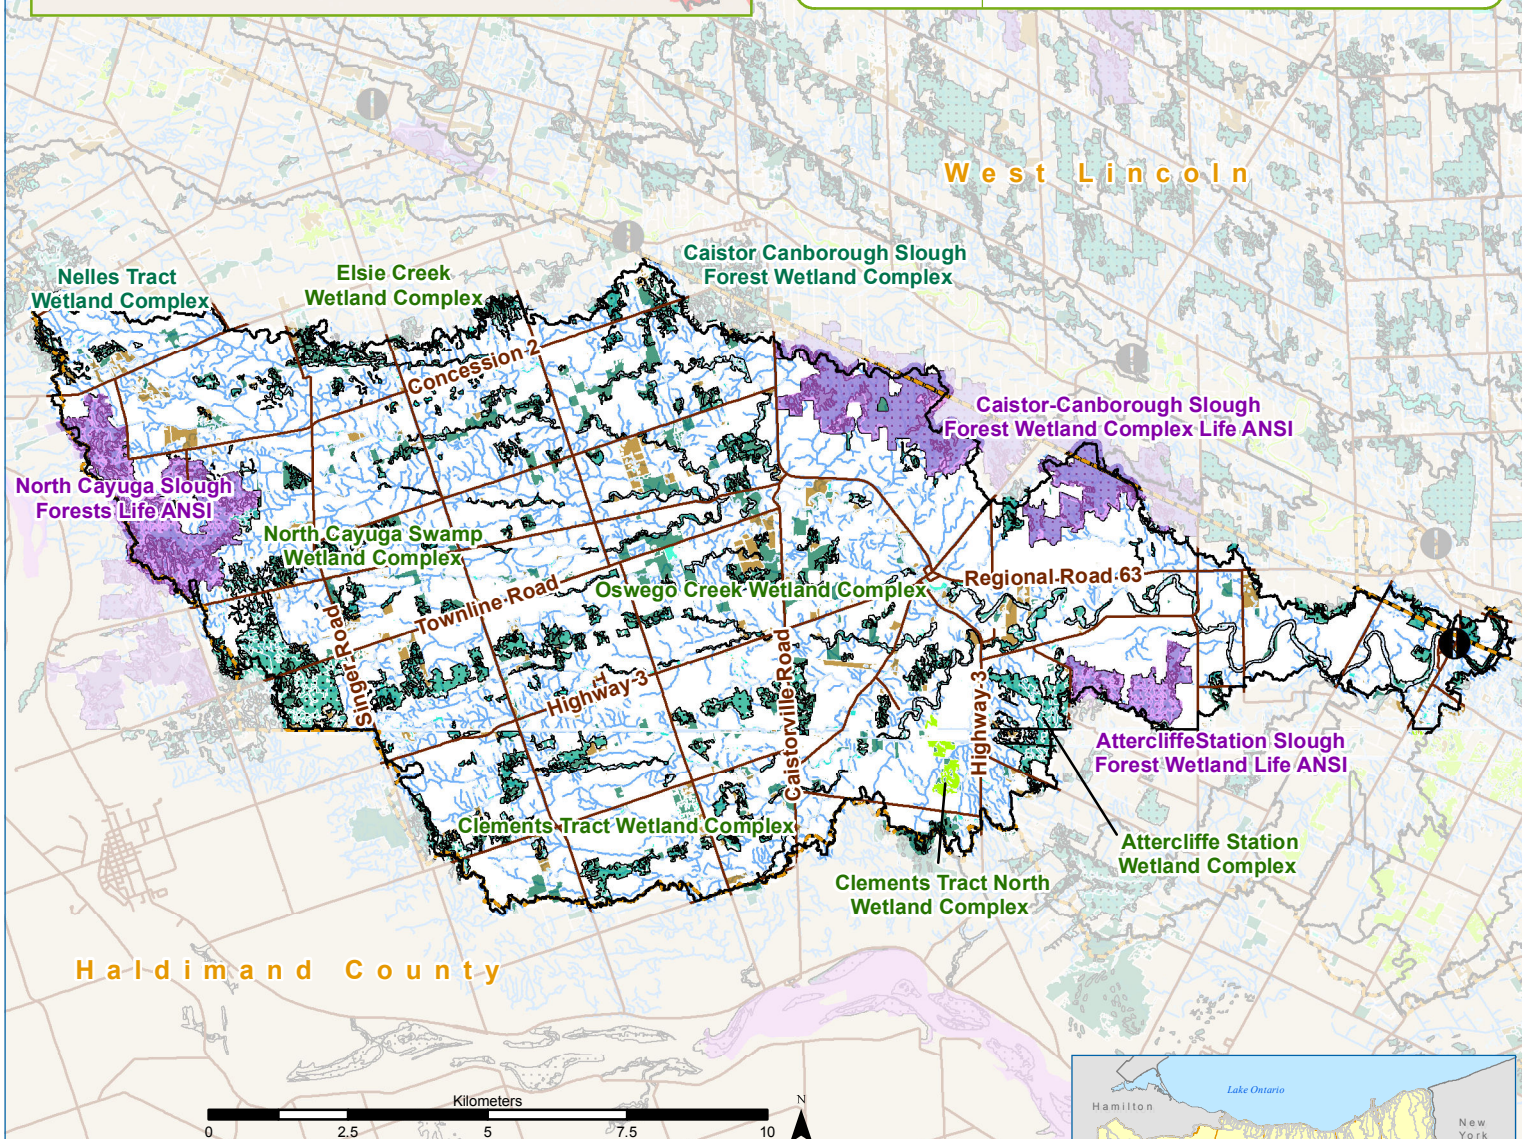 West Lincoln
Nelles Tract
Wetland Complex
Elsie Creek
Wetland Complex
Caistor Canborough Slough
Forest Wetland Complex
Concession 2
Caistor-Canborough Slough
Forest Wetland Complex Life ANSI
North Cayuga Slough
Forests Life ANSI
North Cayuga Swamp
Wetland Complex
Regional Road 63
Oswego Creek Wetland Complex
Townline Road
Singer Road
Highway 3
Caistorville Road
Highway 3
AttercliffeStation Slough
Forest Wetland Life ANSI
Clements Tract Wetland Complex
Attercliffe Station
Wetland Complex
Clements Tract North
Wetland Complex
Haldimand County
Kilometers
0 2.5 5 7.5 10
N
Lake Ontario
Hamilton
New
York